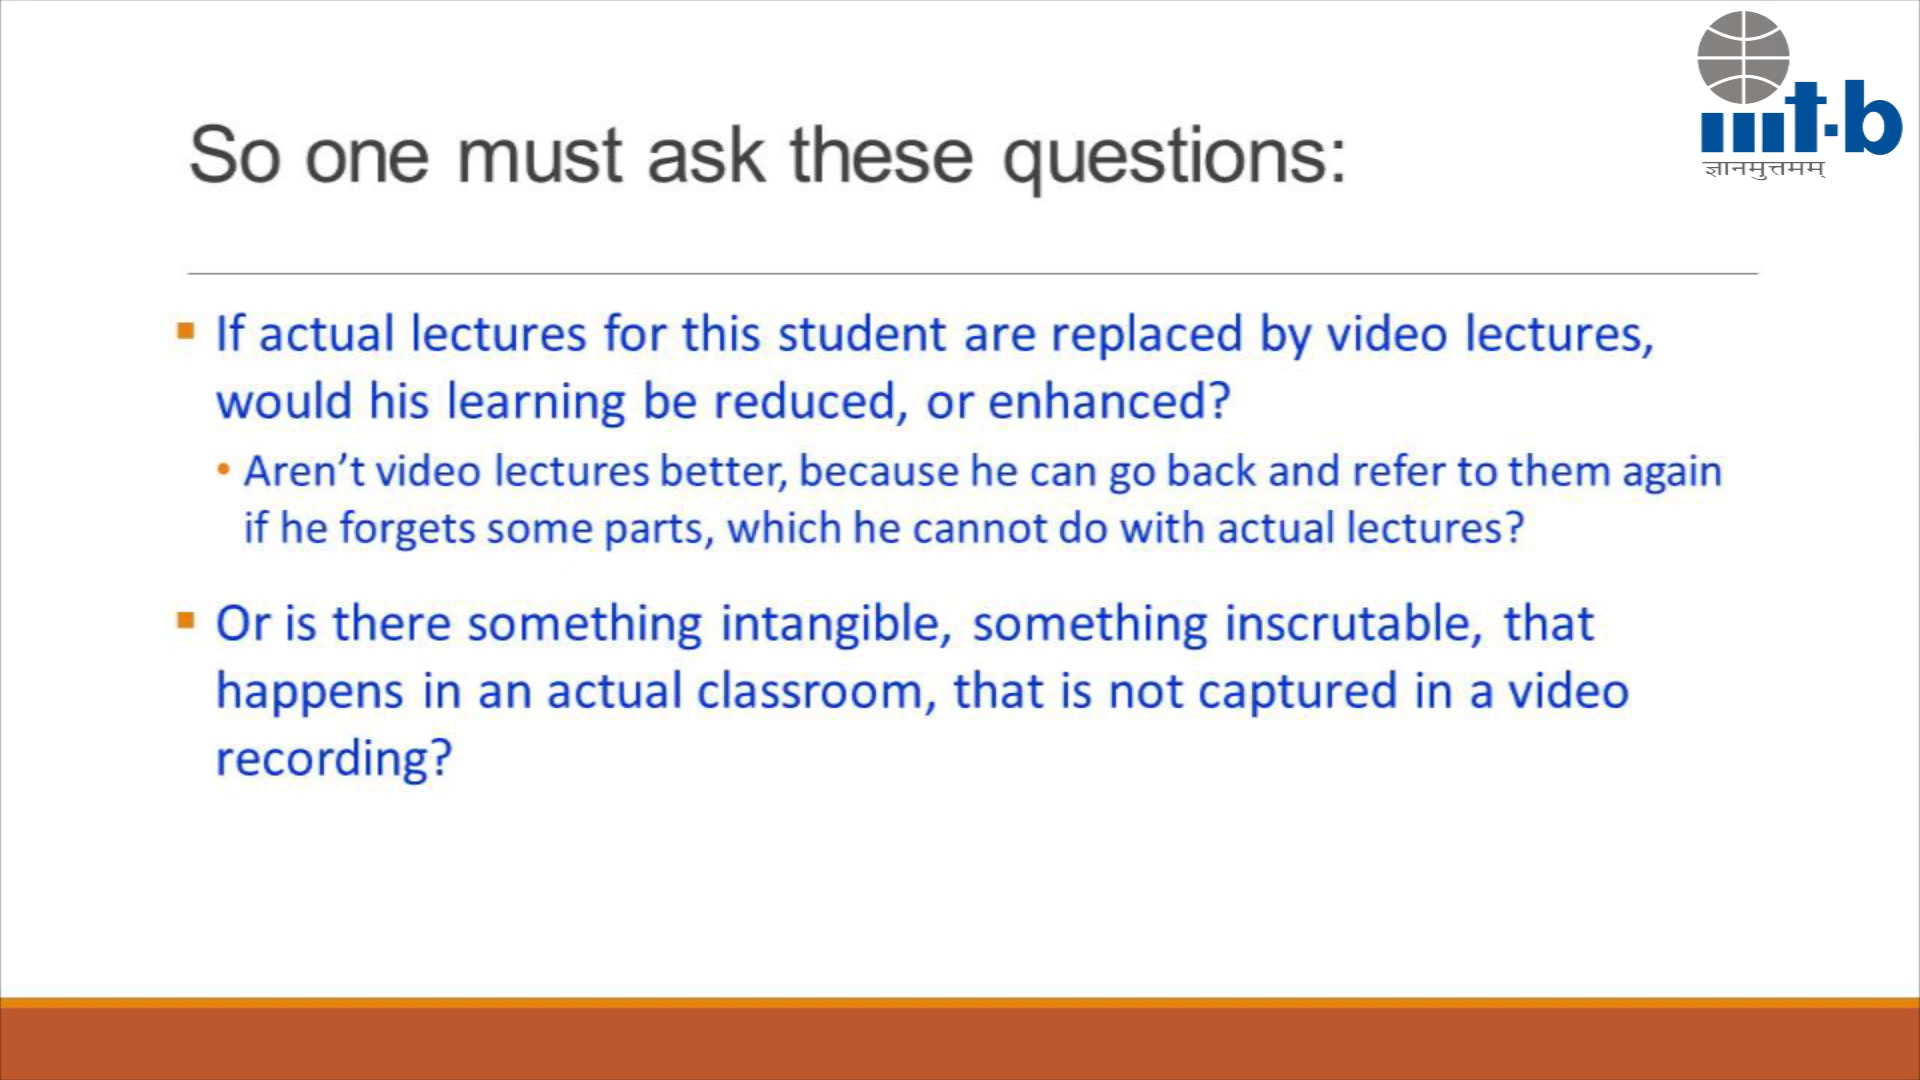 iiit-b
ज्ञानमुत्तमम्
So one must ask these questions:
If actual lectures for this student are replaced by video lectures,
would his learning be reduced, or enhanced?
Aren’t video lectures better, because he can go back and refer to them again
if he forgets some parts, which he cannot do with actual lectures?
Or is there something intangible, something inscrutable, that
happens in an actual classroom, that is not captured in a video
recording?